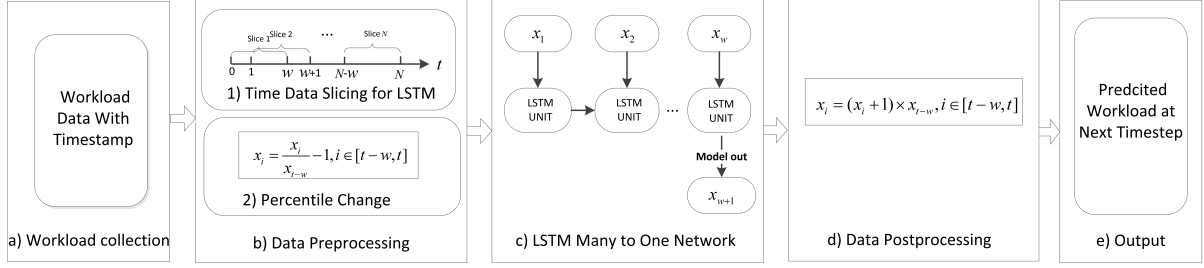 Workload
Data With
Timestamp
a) Workload collection
Slice 1 Slice 2 ... Slice N
0 1 w w+1 N-w N t
1) Time Data Slicing for LSTM
x_i = x_i / x_{t-w} - 1, i ∈ [t - w, t]
2) Percentile Change
b) Data Preprocessing
x_1 x_2 x_w
LSTM UNIT LSTM UNIT ... LSTM UNIT
Model out
x_{w+1}
c) LSTM Many to One Network
x_i = (x_i + 1) × x_{t-w}, i ∈ [t - w, t]
d) Data Postprocessing
Predcited
Workload at
Next Timestep
e) Output